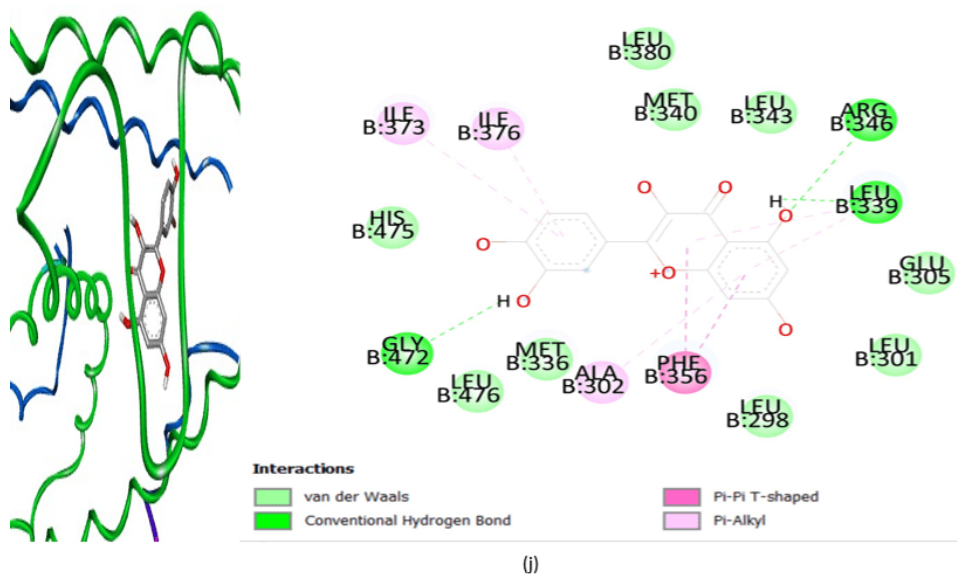 LEU
B:380
MET
B:340
LEU
B:343
ARG
B:346
ILE
B:373
ILE
B:376
O
O
H
O
LEU
B:339
HIS
B:475
O
+O
GLU
B:305
H
O
O
GLY
B:472
MET
B:336
ALA
B:302
PHE
B:356
LEU
B:301
LEU
B:476
LEU
B:298
Interactions
van der Waals
Conventional Hydrogen Bond
Pi-Pi T-shaped
Pi-Alkyl
(j)